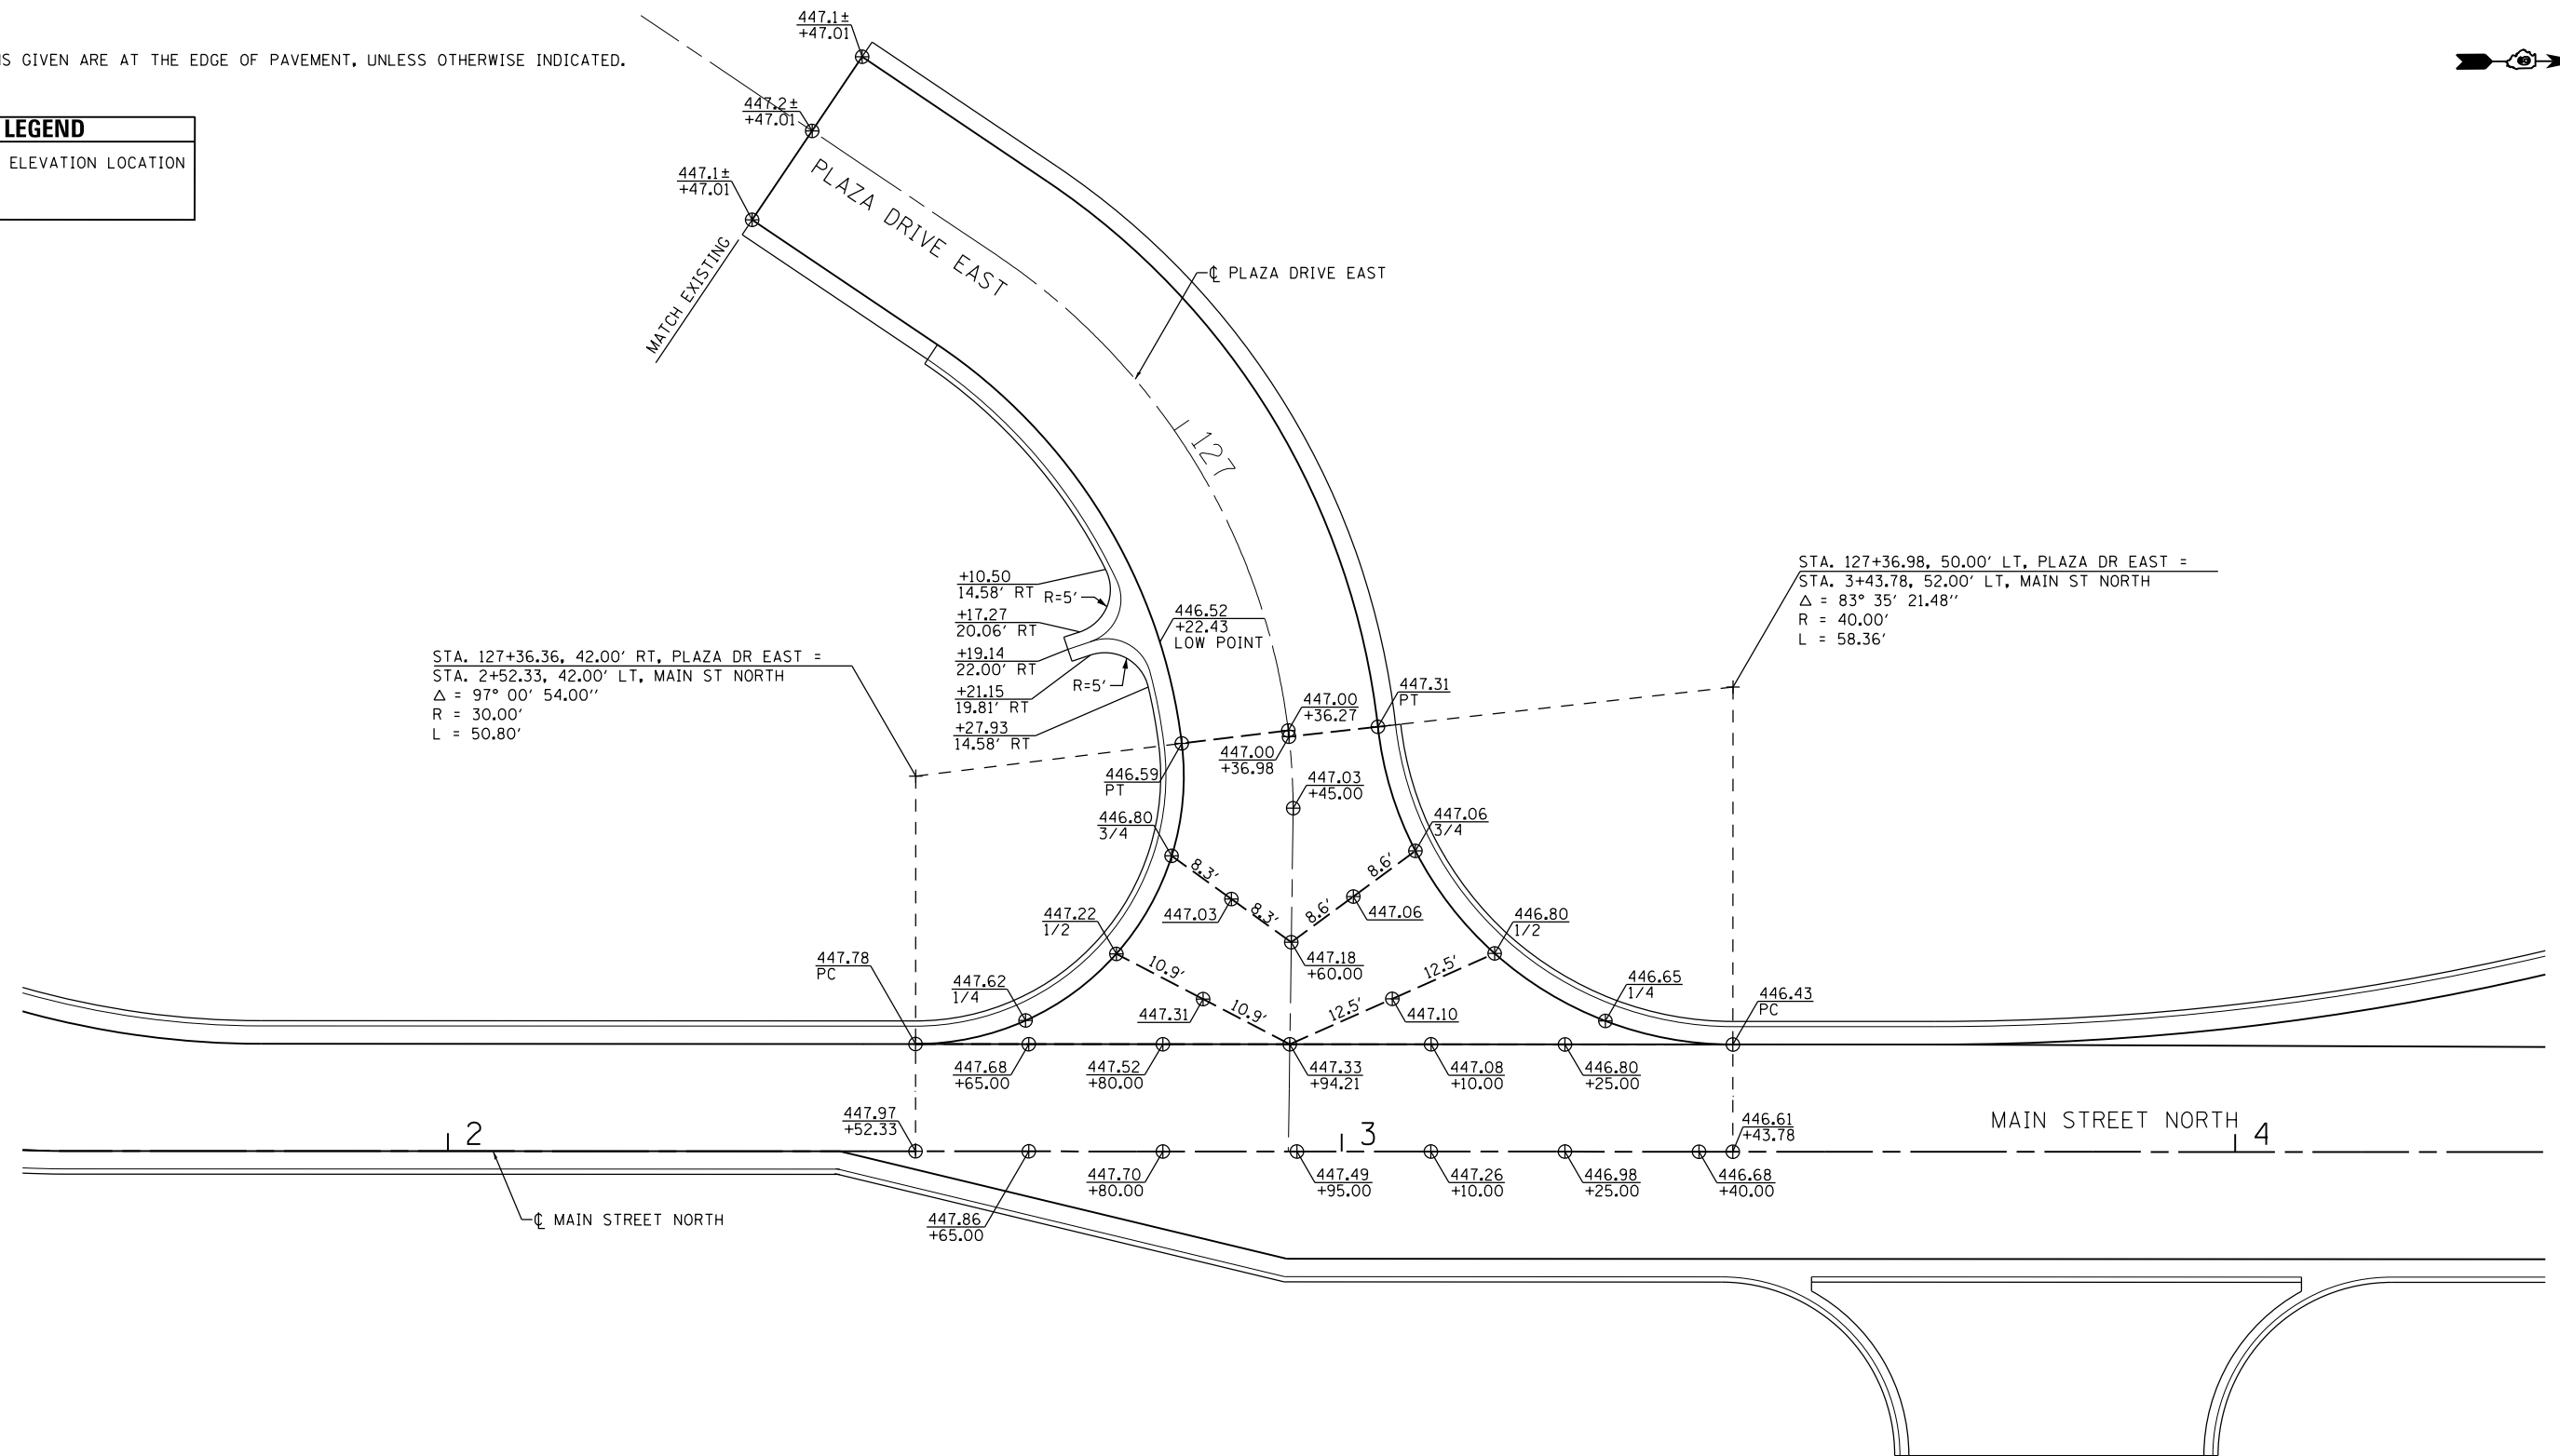 447.1±
+47.01
S GIVEN ARE AT THE EDGE OF PAVEMENT, UNLESS OTHERWISE INDICATED.
447.2±
+47.01
LEGEND
ELEVATION LOCATION
447.1±
+47.01
PLAZA DRIVE EAST
MATCH EXISTING
℄ PLAZA DRIVE EAST
127
STA. 127+36.98, 50.00′ LT, PLAZA DR EAST =
STA. 3+43.78, 52.00′ LT, MAIN ST NORTH
Δ = 83° 35′ 21.48′′
R = 40.00′
L = 58.36′
+10.50
14.58′ RT
R=5′
+17.27
20.06′ RT
+19.14
22.00′ RT
+21.15
19.81′ RT
R=5′
+27.93
14.58′ RT
446.52
+22.43
LOW POINT
STA. 127+36.36, 42.00′ RT, PLAZA DR EAST =
STA. 2+52.33, 42.00′ LT, MAIN ST NORTH
Δ = 97° 00′ 54.00′′
R = 30.00′
L = 50.80′
447.00
+36.27
447.31
PT
447.00
+36.98
446.59
PT
447.03
+45.00
446.80
3/4
447.06
3/4
8.3′
8.6′
8.3′
8.6′
447.03
447.06
447.22
1/2
446.80
1/2
447.78
PC
10.9′
447.18
+60.00
12.5′
447.62
1/4
446.65
1/4
446.43
PC
447.31
10.9′
12.5′
447.10
447.68
+65.00
447.52
+80.00
447.33
+94.21
447.08
+10.00
446.80
+25.00
447.97
+52.33
446.61
+43.78
MAIN STREET NORTH
2
3
4
447.70
+80.00
447.49
+95.00
447.26
+10.00
446.98
+25.00
446.68
+40.00
℄ MAIN STREET NORTH
447.86
+65.00